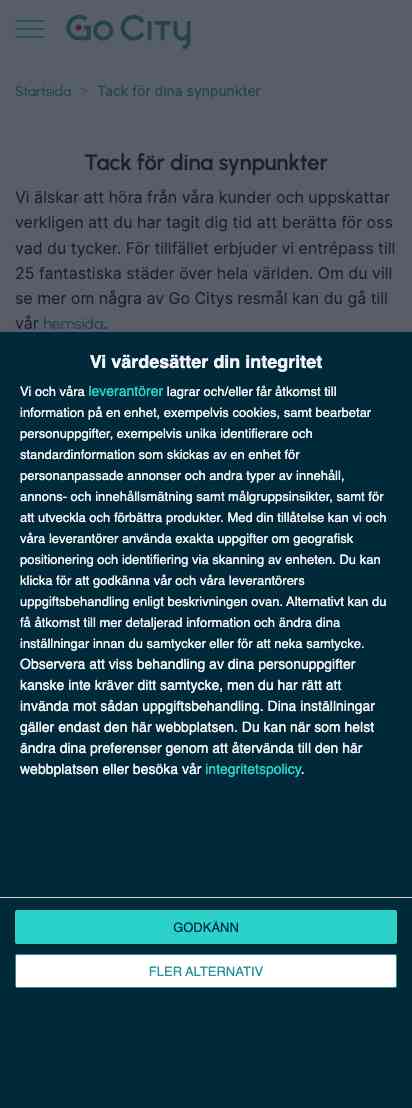 Go City
Startsida > Tack för dina synpunkter
Tack för dina synpunkter
Vi älskar att höra från våra kunder och uppskattar
verkligen att du har tagit dig tid att berätta för oss
vad du tycker. För tillfället erbjuder vi entrépass till
25 fantastiska städer över hela världen. Om du vill
se mer om några av Go Citys resmål kan du gå till
vår hemsida.
Vi värdesätter din integritet
Vi och våra leverantörer lagrar och/eller får åtkomst till
information på en enhet, exempelvis cookies, samt bearbetar
personuppgifter, exempelvis unika identifierare och
standardinformation som skickas av en enhet för
personanpassade annonser och andra typer av innehåll,
annons- och innehållsmätning samt målgruppsinsikter, samt för
att utveckla och förbättra produkter. Med din tillåtelse kan vi och
våra leverantörer använda exakta uppgifter om geografisk
positionering och identifiering via skanning av enheten. Du kan
klicka för att godkänna vår och våra leverantörers
uppgiftsbehandling enligt beskrivningen ovan. Alternativt kan du
få åtkomst till mer detaljerad information och ändra dina
inställningar innan du samtycker eller för att neka samtycke.
Observera att viss behandling av dina personuppgifter
kanske inte kräver ditt samtycke, men du har rätt att
invända mot sådan uppgiftsbehandling. Dina inställningar
gäller endast den här webbplatsen. Du kan när som helst
ändra dina preferenser genom att återvända till den här
webbplatsen eller besöka vår integritetspolicy.
GODKÄNN
FLER ALTERNATIV